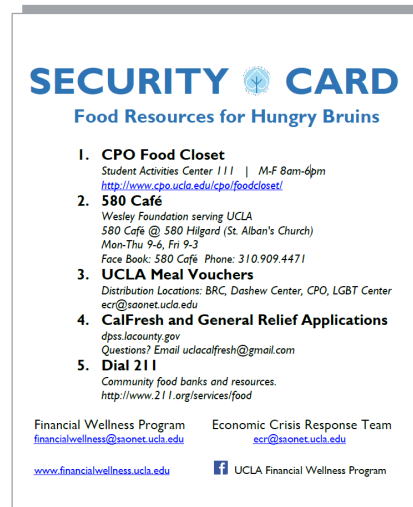 SECURITY CARD
Food Resources for Hungry Bruins
1. CPO Food Closet
Student Activities Center 111 | M-F 8am-6pm
http://www.cpo.ucla.edu/cpo/foodcloset/
2. 580 Café
Wesley Foundation serving UCLA
580 Café @ 580 Hilgard (St. Alban's Church)
Mon-Thu 9-6, Fri 9-3
Face Book: 580 Café Phone: 310.909.4471
3. UCLA Meal Vouchers
Distribution Locations: BRC, Dashew Center, CPO, LGBT Center
ecr@saonet.ucla.edu
4. CalFresh and General Relief Applications
dpss.lacounty.gov
Questions? Email uclacalfresh@gmail.com
5. Dial 211
Community food banks and resources.
http://www.211.org/services/food
Financial Wellness Program Economic Crisis Response Team
financialwellness@saonet.ucla.edu ecr@saonet.ucla.edu
www.financialwellness.ucla.edu f UCLA Financial Wellness Program